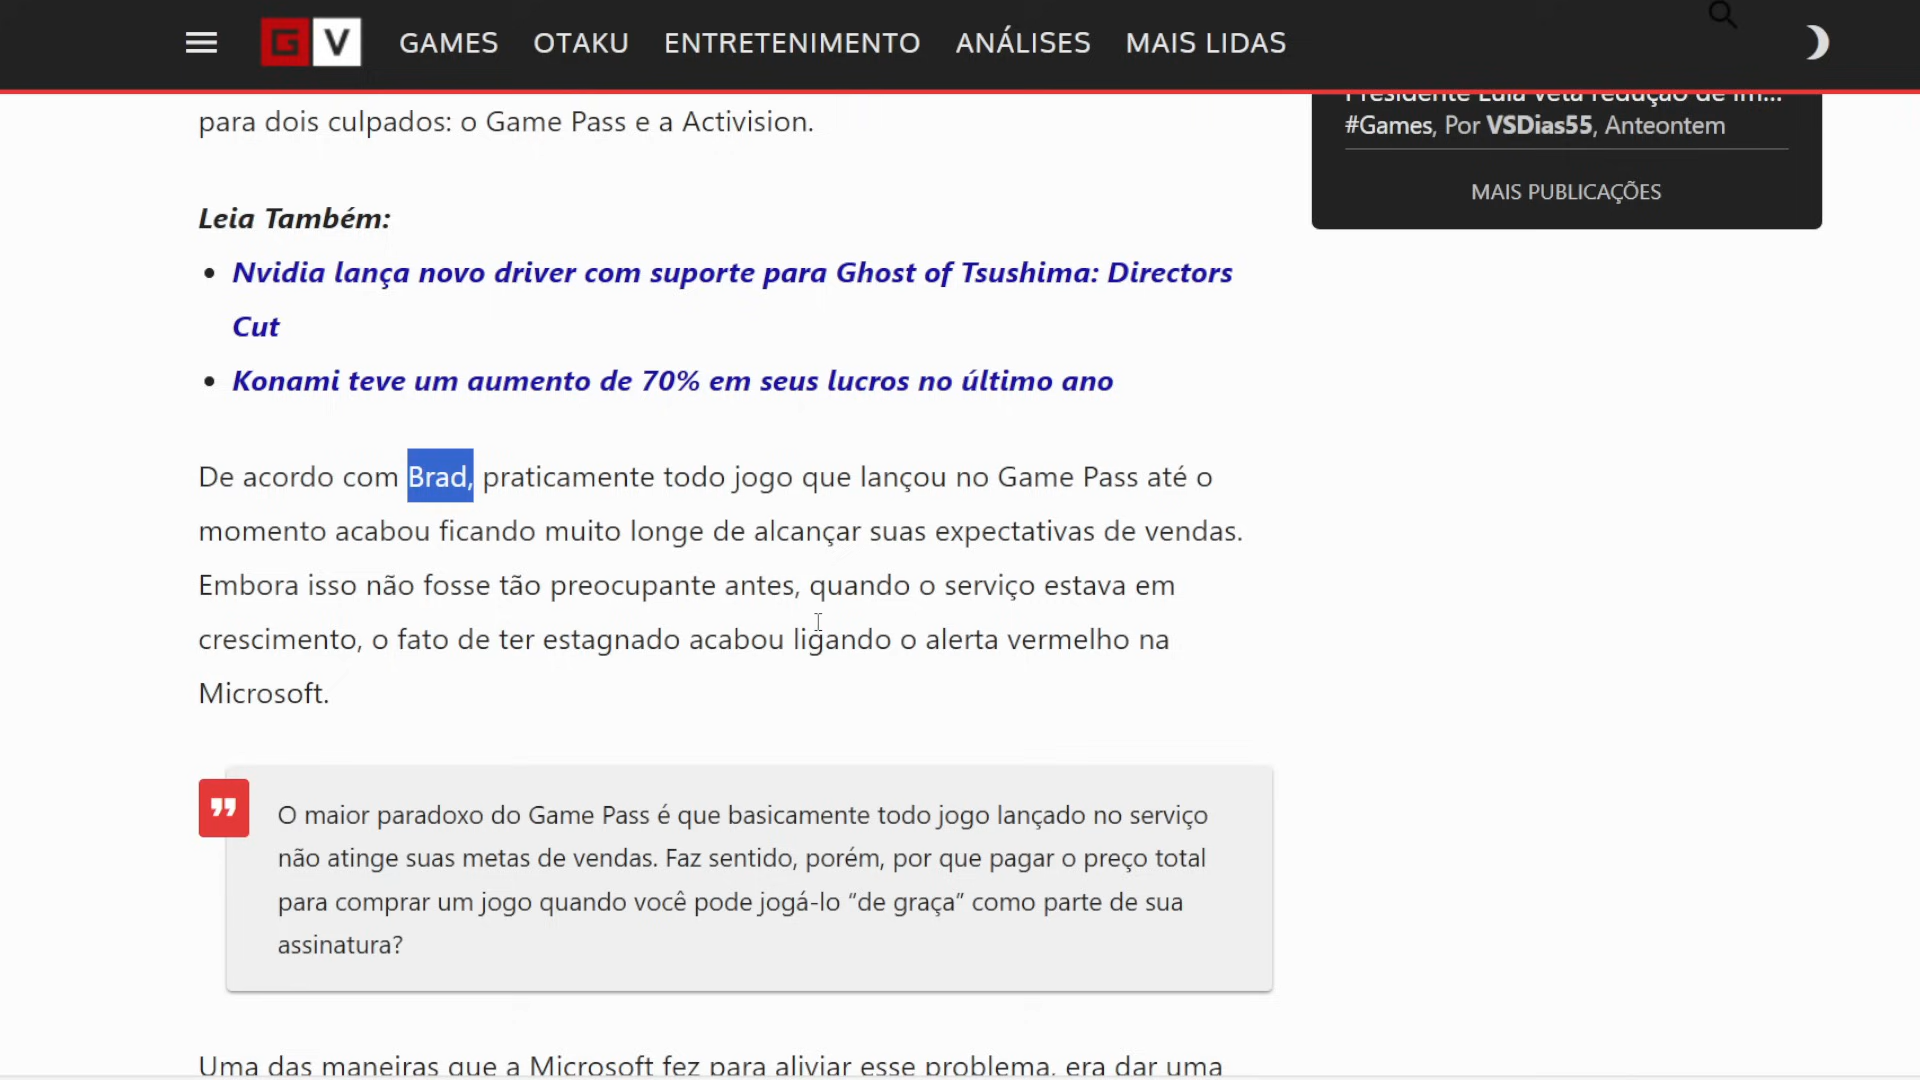 GV GAMES OTAKU ENTRETENIMENTO ANÁLISES MAIS LIDAS
para dois culpados: o Game Pass e a Activision.
Leia Também:
• Nvidia lança novo driver com suporte para Ghost of Tsushima: Directors
Cut
• Konami teve um aumento de 70% em seus lucros no último ano
De acordo com Brad, praticamente todo jogo que lançou no Game Pass até o
momento acabou ficando muito longe de alcançar suas expectativas de vendas.
Embora isso não fosse tão preocupante antes, quando o serviço estava em
crescimento, o fato de ter estagnado acabou ligando o alerta vermelho na
Microsoft.
O maior paradoxo do Game Pass é que basicamente todo jogo lançado no serviço
não atinge suas metas de vendas. Faz sentido, porém, por que pagar o preço total
para comprar um jogo quando você pode jogá-lo “de graça” como parte de sua
assinatura?
Uma das maneiras que a Microsoft fez para aliviar esse problema, era dar uma
Presidente Lula veta redução de im...
#Games, Por VSDias55, Anteontem
MAIS PUBLICAÇÕES